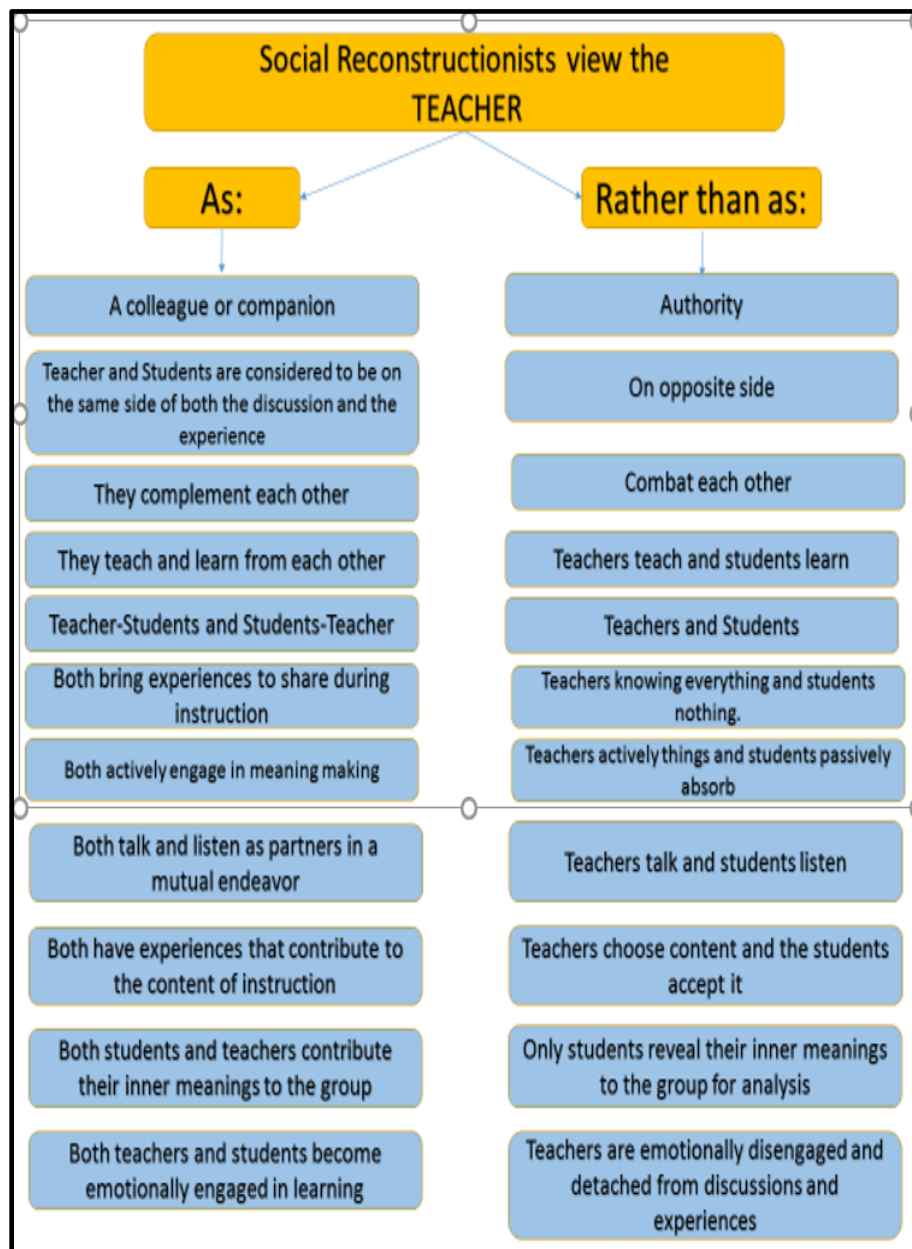 Social Reconstructionists view the
TEACHER
As:
Rather than as:
A colleague or companion
Authority
Teacher and Students are considered to be on
the same side of both the discussion and the
experience
On opposite side
They complement each other
Combat each other
They teach and learn from each other
Teachers teach and students learn
Teacher-Students and Students-Teacher
Teachers and Students
Both bring experiences to share during
instruction
Teachers knowing everything and students
nothing.
Both actively engage in meaning making
Teachers actively things and students passively
absorb
Both talk and listen as partners in a
mutual endeavor
Teachers talk and students listen
Both have experiences that contribute to
the content of instruction
Teachers choose content and the students
accept it
Both students and teachers contribute
their inner meanings to the group
Only students reveal their inner meanings
to the group for analysis
Both teachers and students become
emotionally engaged in learning
Teachers are emotionally disengaged and
detached from discussions and
experiences